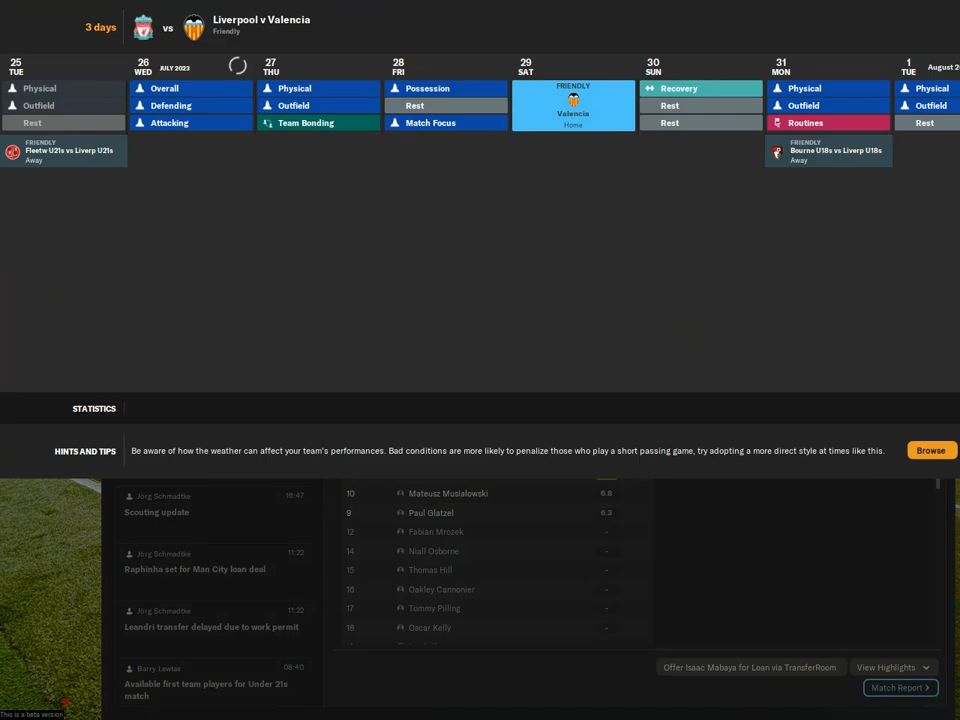 3 days
vs
Liverpool v Valencia
Friendly
25
TUE
26
WED JULY 2023
27
THU
28
FRI
29
SAT
30
SUN
31
MON
1
TUE August 2
Physical
Outfield
Rest
Overall
Defending
Attacking
Physical
Outfield
Team Bonding
Possession
Rest
Match Focus
FRIENDLY
Valencia
Home
Recovery
Rest
Rest
Physical
Outfield
Routines
Physical
Outfield
Rest
FRIENDLY
Fleetw U21s vs Liverp U21s
Away
FRIENDLY
Bourne U18s vs Liverp U18s
Away
STATISTICS
HINTS AND TIPS
Be aware of how the weather can affect your team's performances. Bad conditions are more likely to penalize those who play a short passing game, try adopting a more direct style at times like this.
Browse
Jörg Schmadtke 16:47
Scouting update
Jörg Schmadtke 11:22
Raphinha set for Man City loan deal
Jörg Schmadtke 11:22
Leandri transfer delayed due to work permit
Barry Lewtas 08:40
Available first team players for Under 21s
match
10 Mateusz Musialowski 6.8
9 Paul Glatzel 6.3
12 Fabian Mrozek -
14 Niall Osborne -
15 Thomas Hill -
16 Oakley Cannonier -
17 Tommy Pilling -
18 Oscar Kelly -
Offer Isaac Mabaya for Loan via TransferRoom
View Highlights
Match Report >
This is a beta version